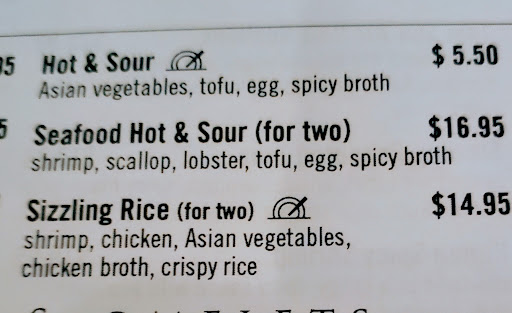 Hot & Sour $ 5.50
Asian vegetables, tofu, egg, spicy broth
Seafood Hot & Sour (for two) $16.95
shrimp, scallop, lobster, tofu, egg, spicy broth
Sizzling Rice (for two) $14.95
shrimp, chicken, Asian vegetables,
chicken broth, crispy rice